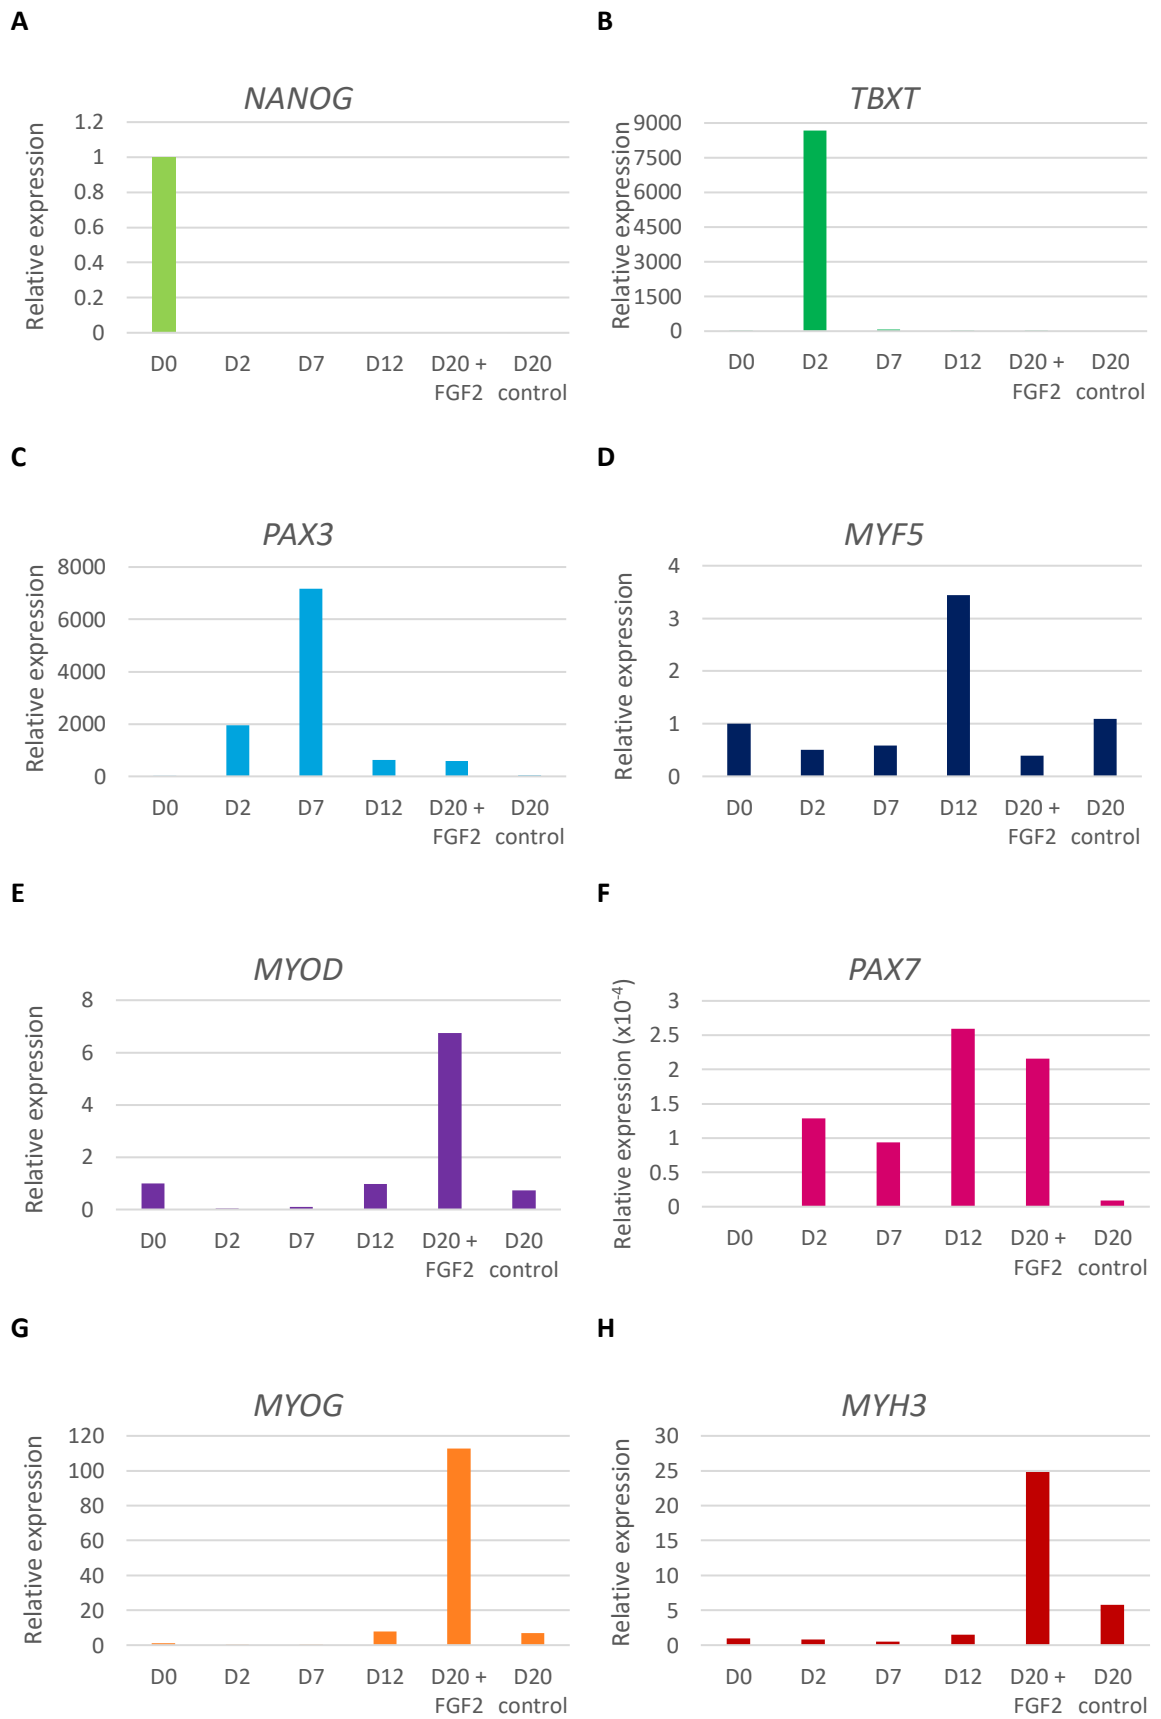 A
NANOG
Relative expression
1.2
1
0.8
0.6
0.4
0.2
0
D0 D2 D7 D12 D20 + D20
FGF2 control
B
TBXT
Relative expression
9000
7500
6000
4500
3000
1500
0
D0 D2 D7 D12 D20 + D20
FGF2 control
C
PAX3
Relative expression
8000
6000
4000
2000
0
D0 D2 D7 D12 D20 + D20
FGF2 control
D
MYF5
Relative expression
4
3
2
1
0
D0 D2 D7 D12 D20 + D20
FGF2 control
E
MYOD
Relative expression
8
6
4
2
0
D0 D2 D7 D12 D20 + D20
FGF2 control
F
PAX7
Relative expression (x10⁻⁴)
3
2.5
2
1.5
1
0.5
0
D0 D2 D7 D12 D20 + D20
FGF2 control
G
MYOG
Relative expression
120
100
80
60
40
20
0
D0 D2 D7 D12 D20 + D20
FGF2 control
H
MYH3
Relative expression
30
25
20
15
10
5
0
D0 D2 D7 D12 D20 + D20
FGF2 control